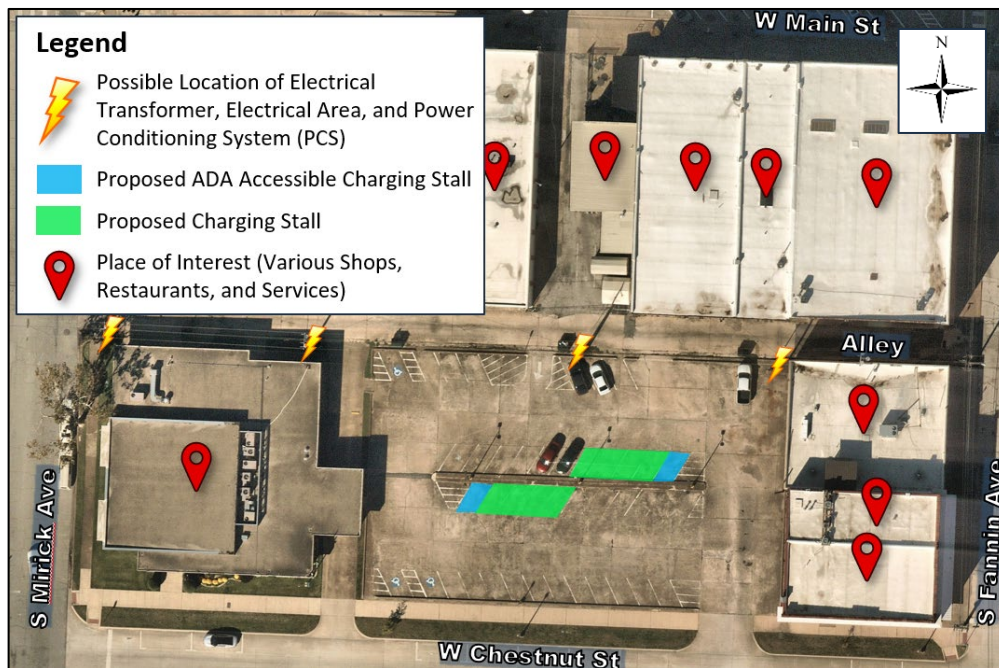 W Main St
Legend
N
Possible Location of Electrical
Transformer, Electrical Area, and Power
Conditioning System (PCS)
Proposed ADA Accessible Charging Stall
Proposed Charging Stall
Place of Interest (Various Shops,
Restaurants, and Services)
Alley
S Mirick Ave
S Fannin Ave
W Chestnut St